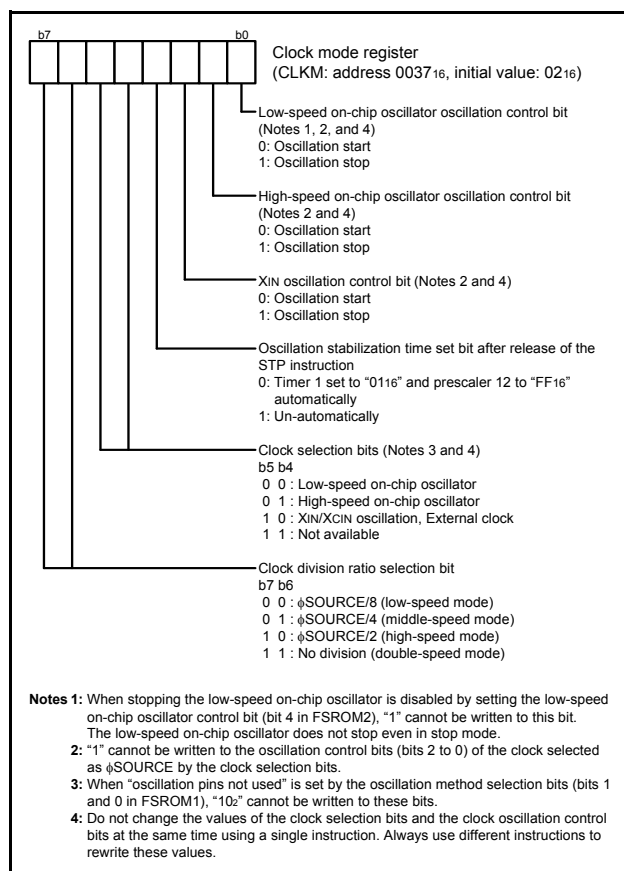 b7 b0
Clock mode register
(CLKM: address 003716, initial value: 0216)
Low-speed on-chip oscillator oscillation control bit
(Notes 1, 2, and 4)
0: Oscillation start
1: Oscillation stop
High-speed on-chip oscillator oscillation control bit
(Notes 2 and 4)
0: Oscillation start
1: Oscillation stop
XIN oscillation control bit (Notes 2 and 4)
0: Oscillation start
1: Oscillation stop
Oscillation stabilization time set bit after release of the
STP instruction
0: Timer 1 set to “0116” and prescaler 12 to “FF16”
automatically
1: Un-automatically
Clock selection bits (Notes 3 and 4)
b5 b4
0 0 : Low-speed on-chip oscillator
0 1 : High-speed on-chip oscillator
1 0 : XIN/XCIN oscillation, External clock
1 1 : Not available
Clock division ratio selection bit
b7 b6
0 0 : ϕSOURCE/8 (low-speed mode)
0 1 : ϕSOURCE/4 (middle-speed mode)
1 0 : ϕSOURCE/2 (high-speed mode)
1 1 : No division (double-speed mode)
Notes 1: When stopping the low-speed on-chip oscillator is disabled by setting the low-speed
on-chip oscillator control bit (bit 4 in FSROM2), “1” cannot be written to this bit.
The low-speed on-chip oscillator does not stop even in stop mode.
2: “1” cannot be written to the oscillation control bits (bits 2 to 0) of the clock selected
as ϕSOURCE by the clock selection bits.
3: When “oscillation pins not used” is set by the oscillation method selection bits (bits 1
and 0 in FSROM1), “102” cannot be written to these bits.
4: Do not change the values of the clock selection bits and the clock oscillation control
bits at the same time using a single instruction. Always use different instructions to
rewrite these values.